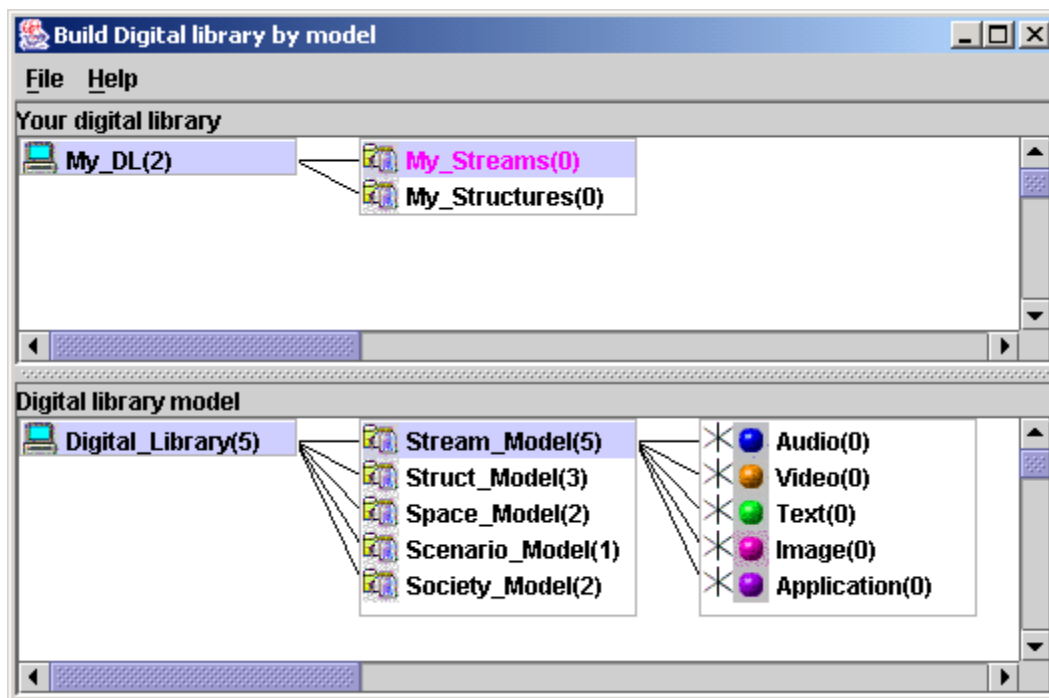 Build Digital library by model
File Help
Your digital library
My_DL(2) My_Streams(0)
My_Structures(0)
Digital library model
Digital_Library(5) Stream_Model(5) Audio(0)
Struct_Model(3) Video(0)
Space_Model(2) Text(0)
Scenario_Model(1) Image(0)
Society_Model(2) Application(0)